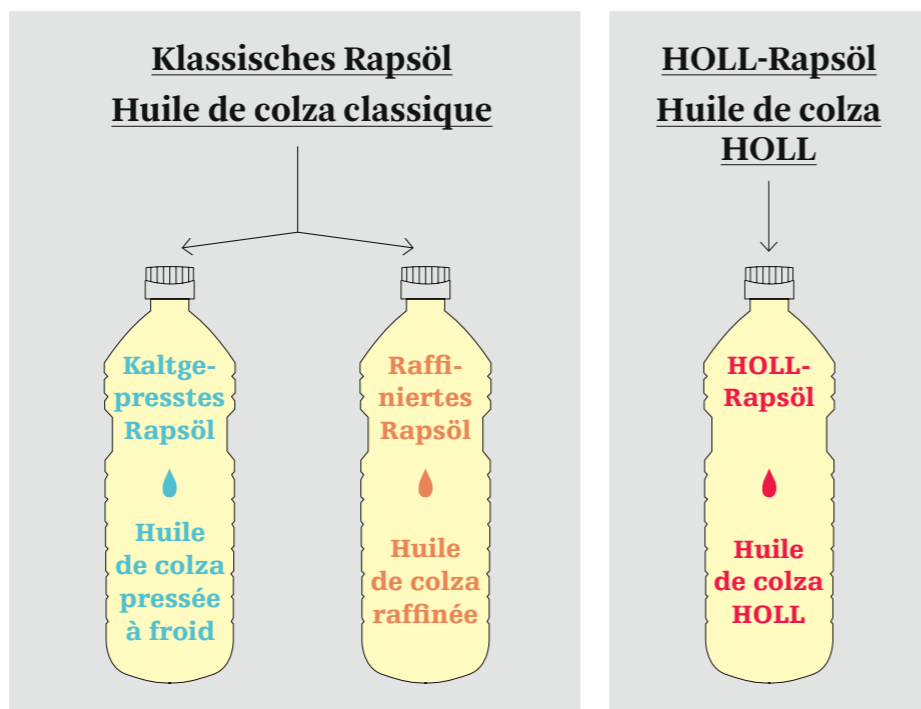 Klassisches Rapsöl
Huile de colza classique
Kaltge-
presstes
Rapsöl
Huile
de colza
pressée
à froid
Raffi-
niertes
Rapsöl
Huile
de colza
raffinée
HOLL-Rapsöl
Huile de colza
HOLL
HOLL-
Rapsöl
Huile
de colza
HOLL